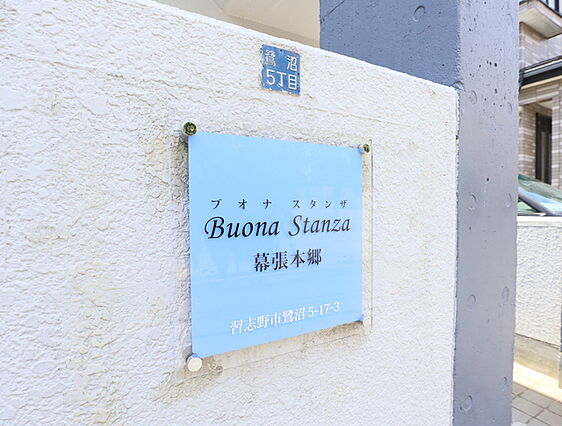 鷺沼
5丁目
ブオナ スタンザ
Buona Stanza
幕張本郷
習志野市鷺沼 5-17-3